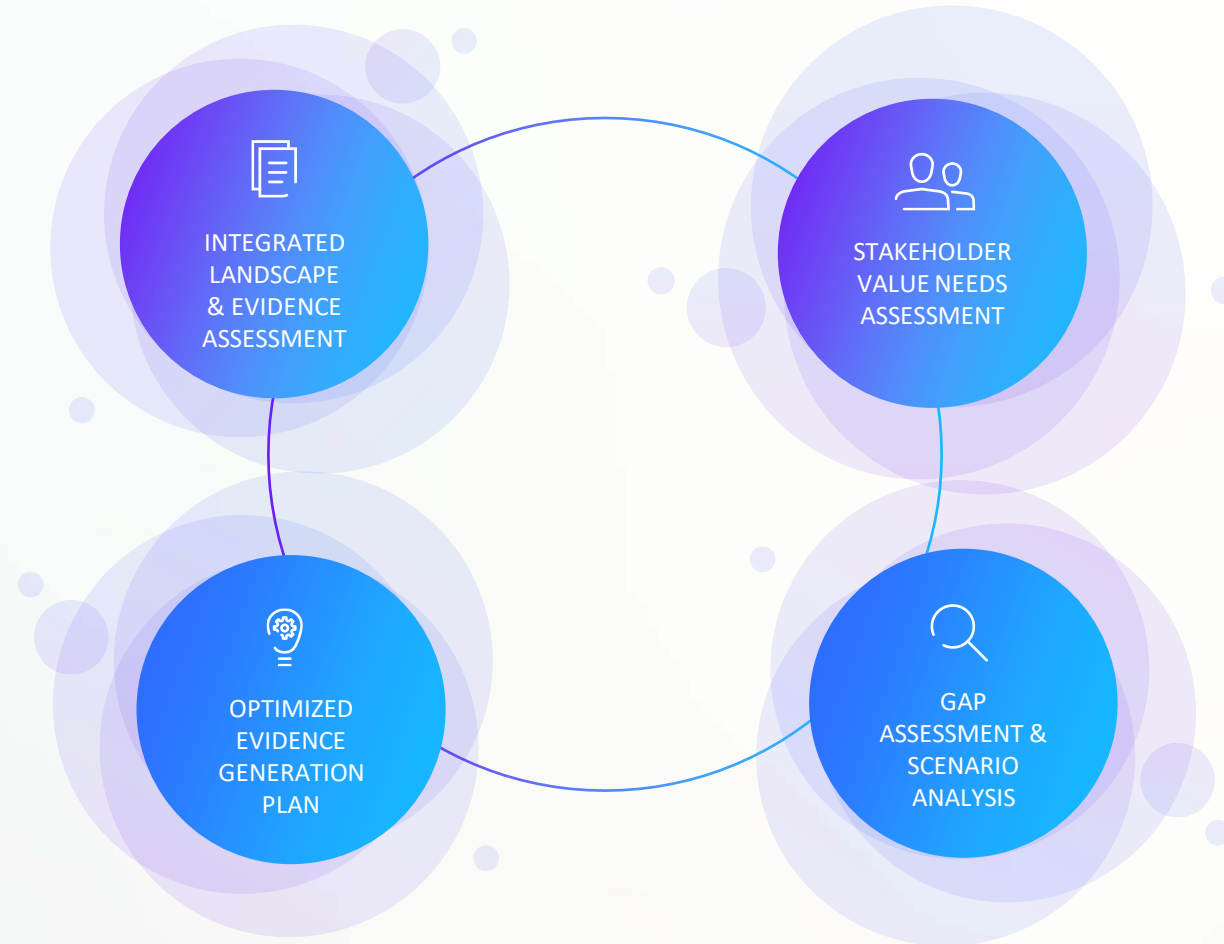 INTEGRATED
LANDSCAPE
& EVIDENCE
ASSESSMENT
STAKEHOLDER
VALUE NEEDS
ASSESSMENT
OPTIMIZED
EVIDENCE
GENERATION
PLAN
GAP
ASSESSMENT &
SCENARIO
ANALYSIS